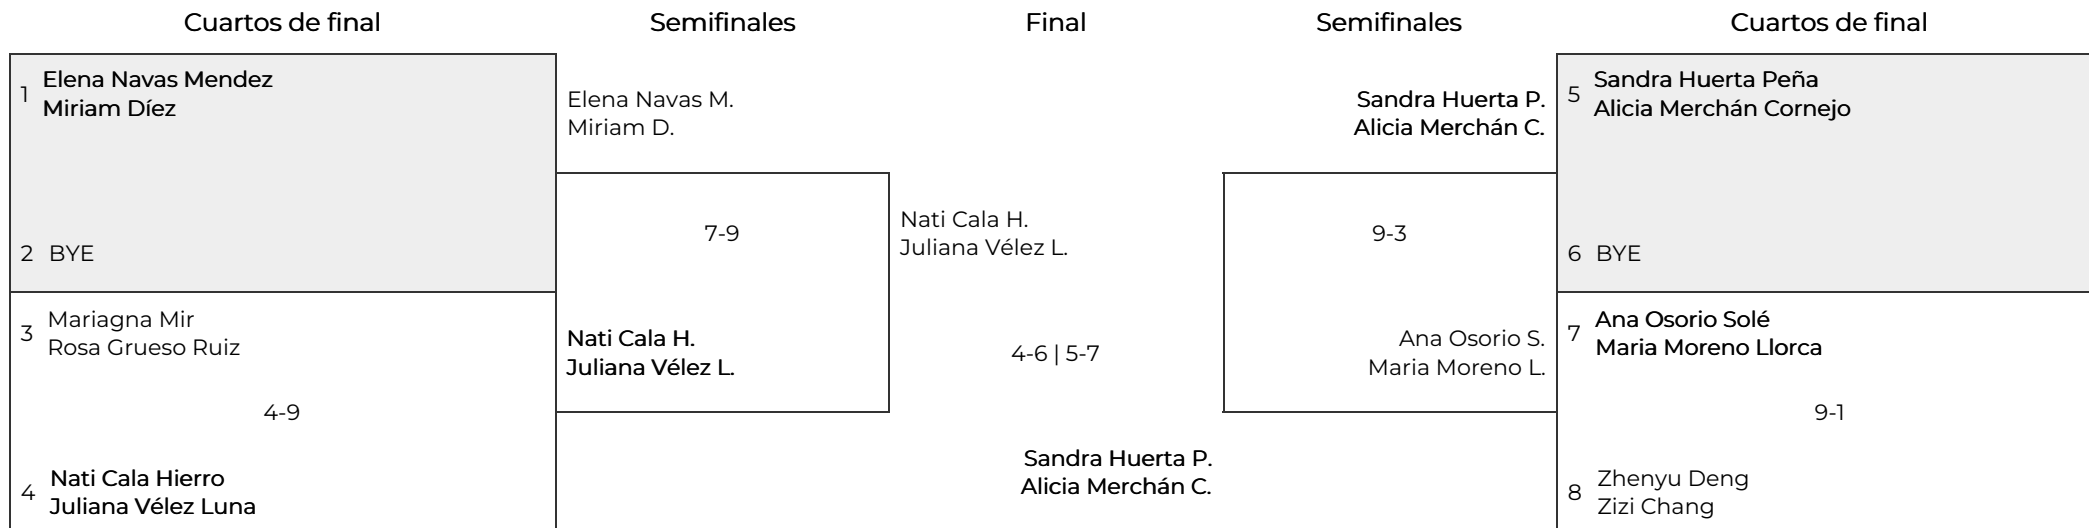 Cuartos de final
Semifinales
Final
Semifinales
Cuartos de final
1
Elena Navas Mendez
Miriam Díez
2 BYE
3
Mariagna Mir
Rosa Grueso Ruiz
4-9
4
Nati Cala Hierro
Juliana Vélez Luna
Elena Navas M.
Miriam D.
7-9
Nati Cala H.
Juliana Vélez L.
Nati Cala H.
Juliana Vélez L.
4-6 | 5-7
Sandra Huerta P.
Alicia Merchán C.
Sandra Huerta P.
Alicia Merchán C.
9-3
Ana Osorio S.
Maria Moreno L.
5
Sandra Huerta Peña
Alicia Merchán Cornejo
6 BYE
7
Ana Osorio Solé
Maria Moreno Llorca
9-1
8
Zhenyu Deng
Zizi Chang